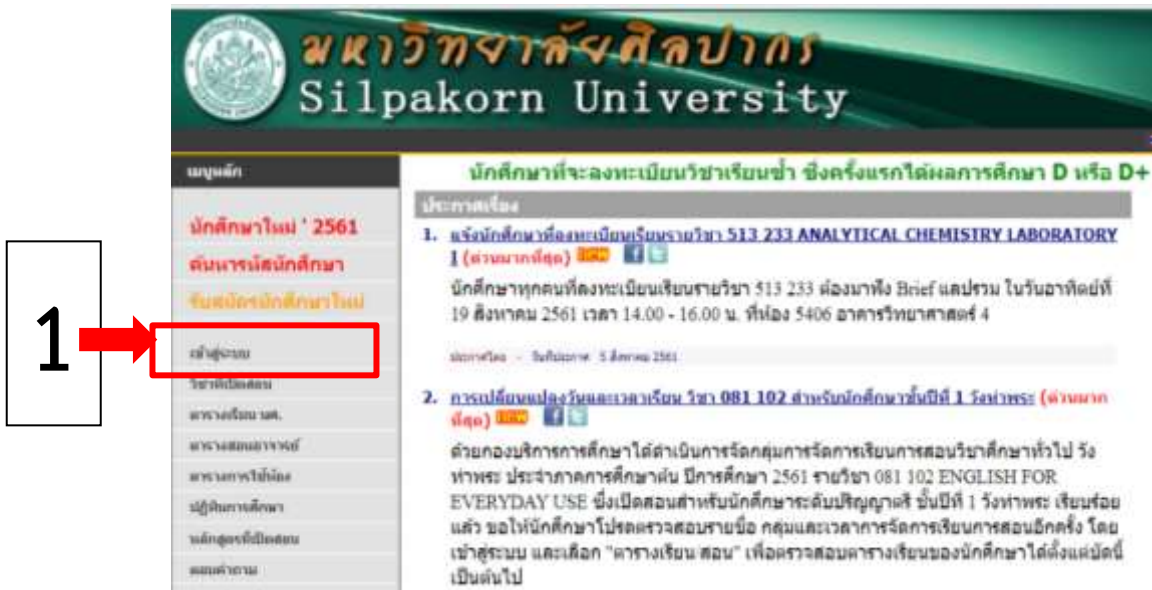 มหาวิทยาลัยศิลปากร
Silpakorn University
เมนูหลัก
นักศึกษาใหม่ ' 2561
ค้นหารหัสนักศึกษา
รับสมัครนักศึกษาใหม่
1
เข้าสู่ระบบ
วิชาที่เปิดสอน
ตารางเรียน นศ.
ตารางสอนอาจารย์
ตารางการใช้ห้อง
ปฏิทินการศึกษา
หลักสูตรที่เปิดสอน
ตอบคำถาม
นักศึกษาที่จะลงทะเบียนวิชาเรียนซ้ำ ซึ่งครั้งแรกได้ผลการศึกษา D หรือ D+
ประกาศเรื่อง
1. แจ้งนักศึกษาที่ลงทะเบียนเรียนรายวิชา 513 233 ANALYTICAL CHEMISTRY LABORATORY
1 (ด่วนมากที่สุด) new
นักศึกษาทุกคนที่ลงทะเบียนเรียนรายวิชา 513 233 ต้องมาฟัง Brief แลปรวม ในวันอาทิตย์ที่
19 สิงหาคม 2561 เวลา 14.00 - 16.00 น. ที่ห้อง 5406 อาคารวิทยาศาสตร์ 4
ประกาศโดย - วันที่ประกาศ 5 สิงหาคม 2561
2. การเปลี่ยนแปลงวันและเวลาเรียน วิชา 081 102 สำหรับนักศึกษาชั้นปีที่ 1 วังท่าพระ (ด่วนมาก
ที่สุด) new
ด้วยกองบริการการศึกษาได้ดำเนินการจัดกลุ่มการจัดการเรียนการสอนวิชาศึกษาทั่วไป วัง
ท่าพระ ประจำภาคการศึกษาต้น ปีการศึกษา 2561 รายวิชา 081 102 ENGLISH FOR
EVERYDAY USE ซึ่งเปิดสอนสำหรับนักศึกษาระดับปริญญาตรี ชั้นปีที่ 1 วังท่าพระ เรียบร้อย
แล้ว ขอให้นักศึกษาโปรดตรวจสอบรายชื่อ กลุ่มและเวลาการจัดการเรียนการสอนอีกครั้ง โดย
เข้าสู่ระบบ และเลือก "ตารางเรียน สอน" เพื่อตรวจสอบตารางเรียนของนักศึกษาได้ตั้งแต่บัดนี้
เป็นต้นไป